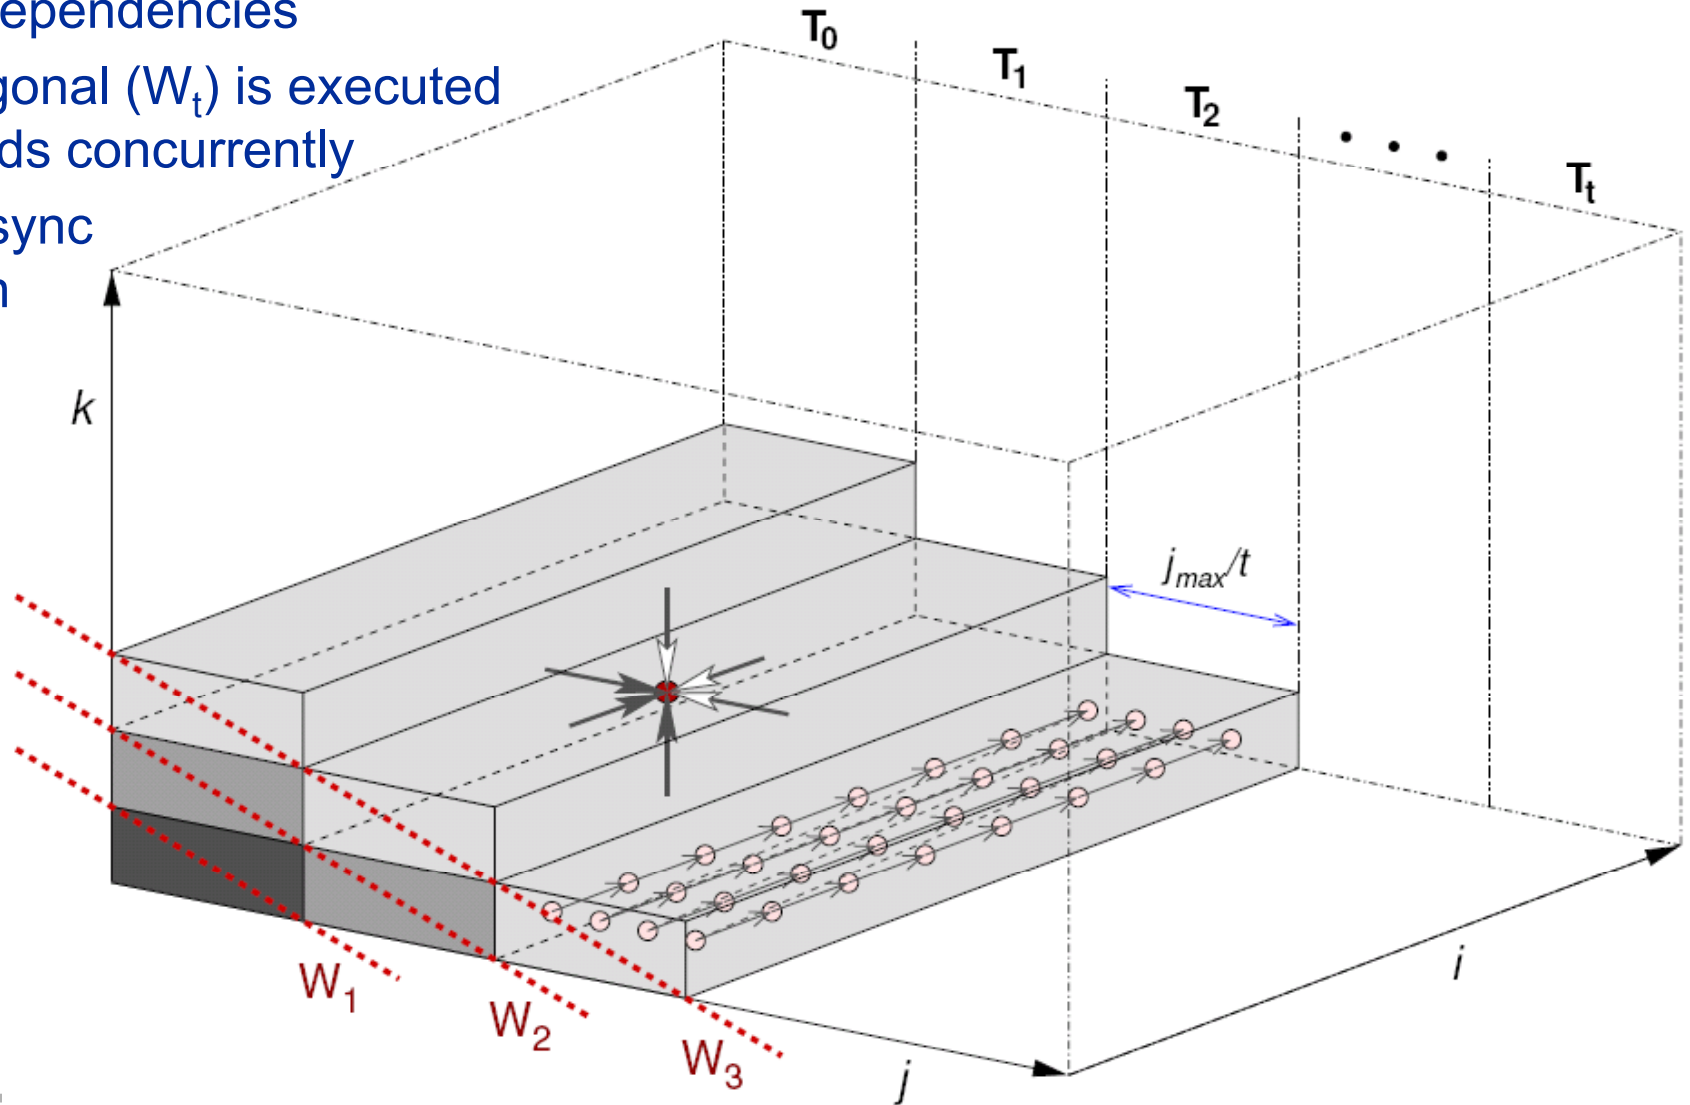 ependencies
gonal (Wt) is executed
ds concurrently
sync
n
T0
T1
T2
• • •
Tt
k
jmax/t
i
j
W1
W2
W3